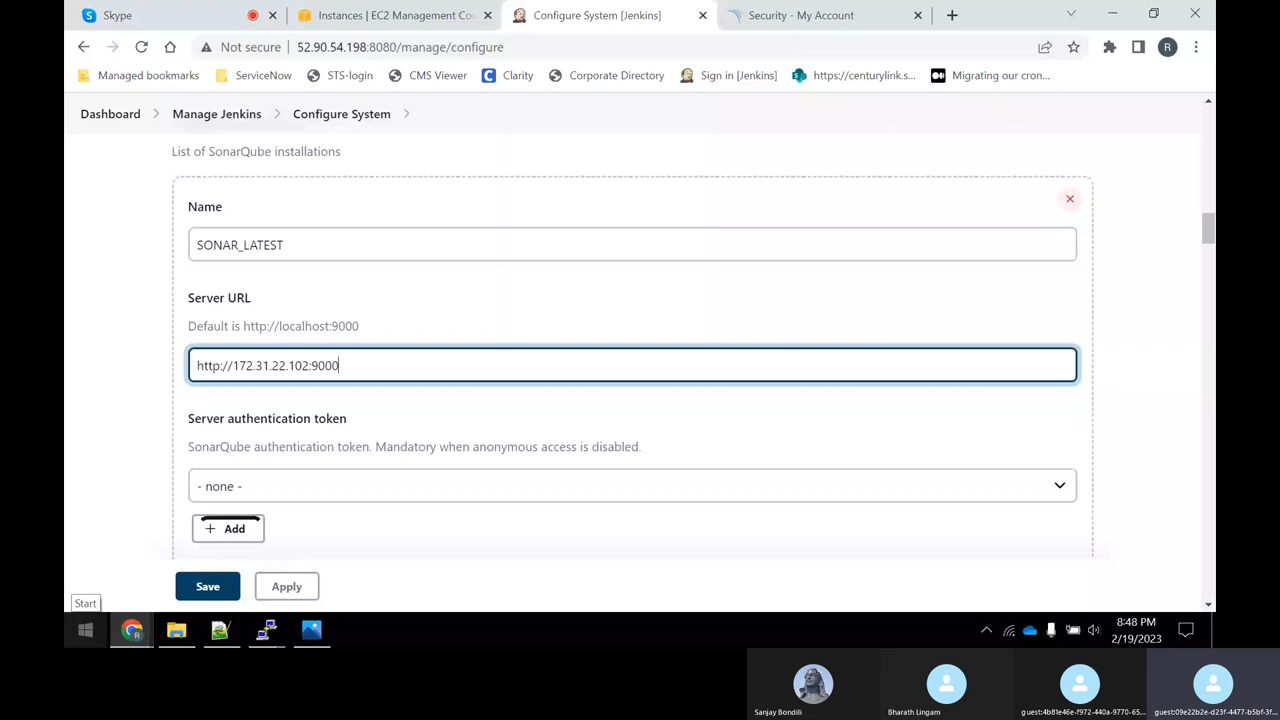 Skype
Instances | EC2 Management Co
Configure System [Jenkins]
Security - My Account
Not secure
52.90.54.198:8080/manage/configure
R
Managed bookmarks
ServiceNow
STS-login
CMS Viewer
Clarity
Corporate Directory
Sign in [Jenkins]
https://centurylink.s...
Migrating our cron...
Dashboard
Manage Jenkins
Configure System
List of SonarQube installations
Name
SONAR_LATEST
Server URL
Default is http://localhost:9000
http://172.31.22.102:9000
Server authentication token
SonarQube authentication token. Mandatory when anonymous access is disabled.
- none -
+ Add
Save
Apply
Start
8:48 PM
2/19/2023
Sanjay Bondili
Bharath Lingam
guest:4b81e46e-f972-440a-9770-65...
guest:09e22b2e-d23f-4477-b5bf-3f...